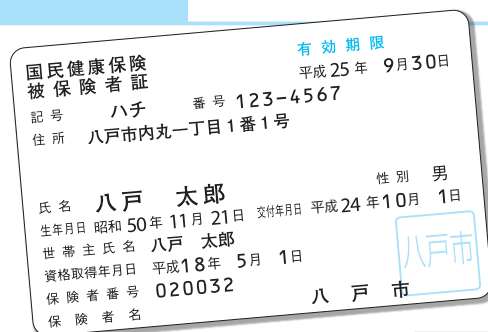 国民健康保険
被保険者証
有効期限
平成25年 9月30日
記号 ハチ 番号 123-4567
住所 八戸市内丸一丁目1番1号
氏名 八戸 太郎 性別 男
生年月日 昭和50年11月21日 交付年月日 平成24年10月 1日
世帯主氏名 八戸 太郎
資格取得年月日 平成18年 5月 1日
保険者番号 020032
保険者名 八戸市
八戸市